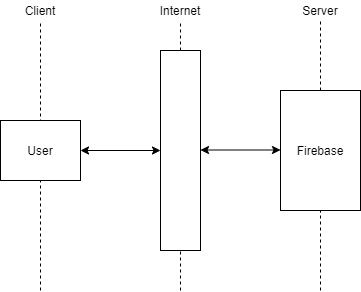 Client
Internet
Server
User
Firebase